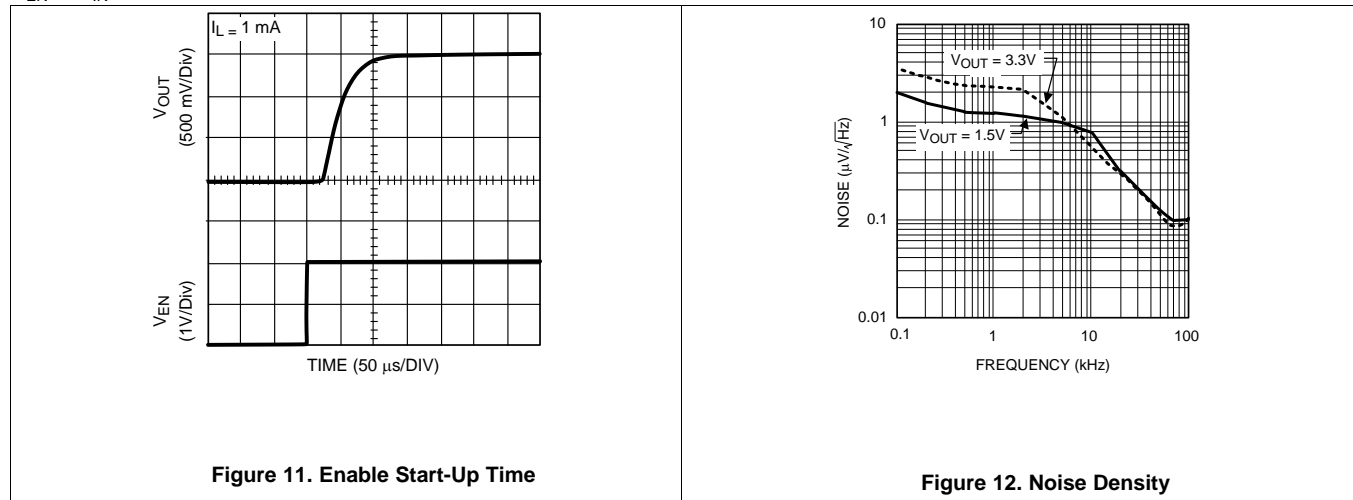 I_L = 1 mA
V_OUT
(500 mV/Div)
V_EN
(1V/Div)
TIME (50 μs/DIV)
Figure 11. Enable Start-Up Time
10
1
0.1
0.01
NOISE (μV/√Hz)
V_OUT = 3.3V
V_OUT = 1.5V
0.1
1
10
100
FREQUENCY (kHz)
Figure 12. Noise Density